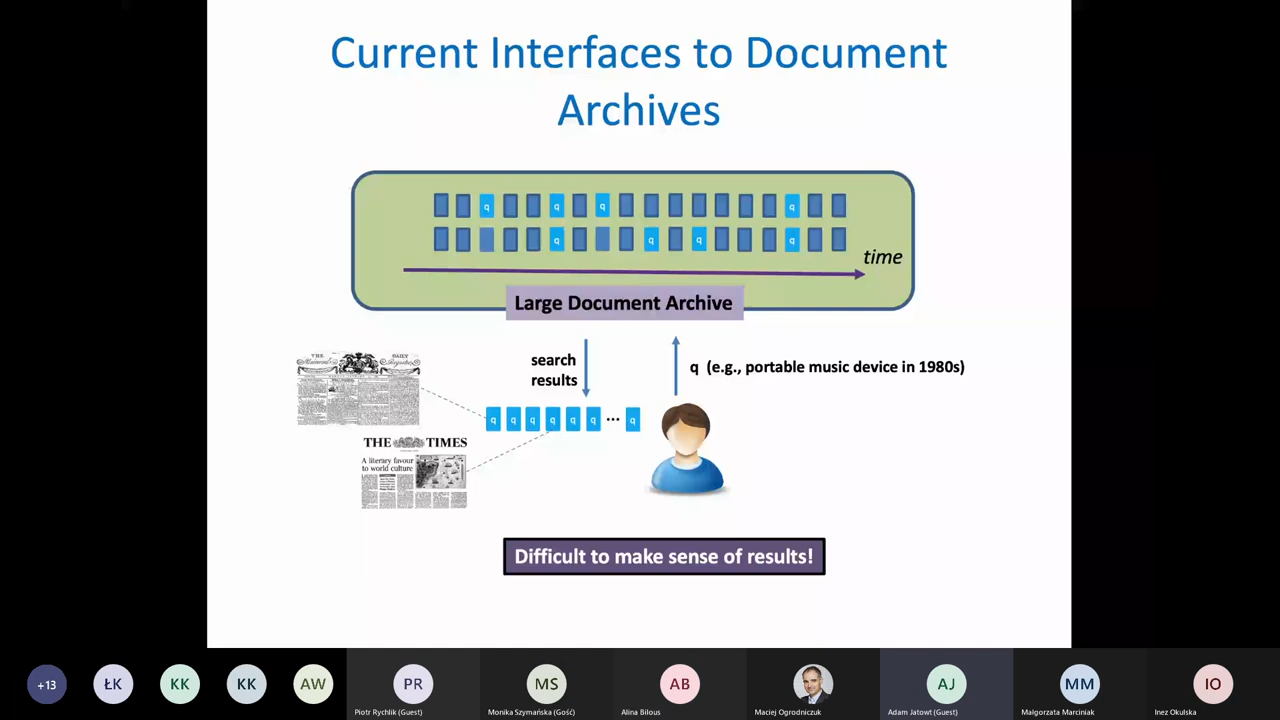 Current Interfaces to Document
Archives
q q q q
q q q q
time
Large Document Archive
search
results
q (e.g., portable music device in 1980s)
THE DAILY
q q q q q q ... q
THE TIMES
A literary favour
to world culture
Difficult to make sense of results!
+13 ŁK KK KK AW PR MS AB AJ MM IO
Piotr Rychlik (Guest) Monika Szymańska (Gość) Alina Bilous Maciej Ogrodniczuk Adam Jatowt (Guest) Małgorzata Marciniak Inez Okulska